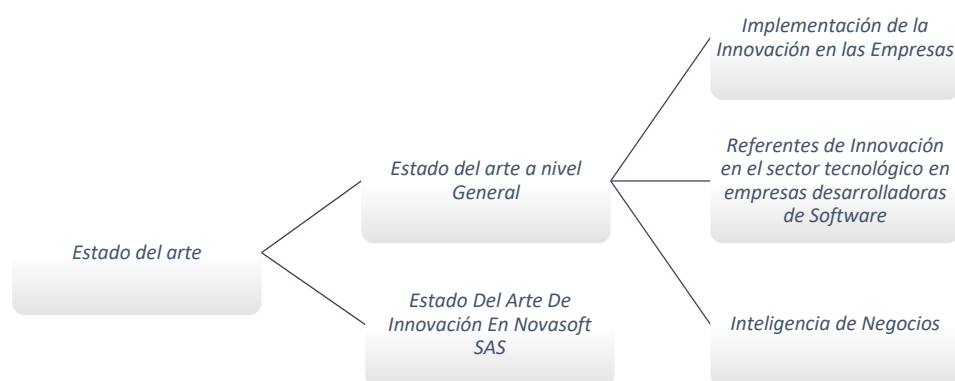 Estado del arte
Estado del arte a nivel
General
Implementación de la
Innovación en las Empresas
Referentes de Innovación
en el sector tecnológico en
empresas desarrolladoras
de Software
Inteligencia de Negocios
Estado Del Arte De
Innovación En Novasoft
SAS